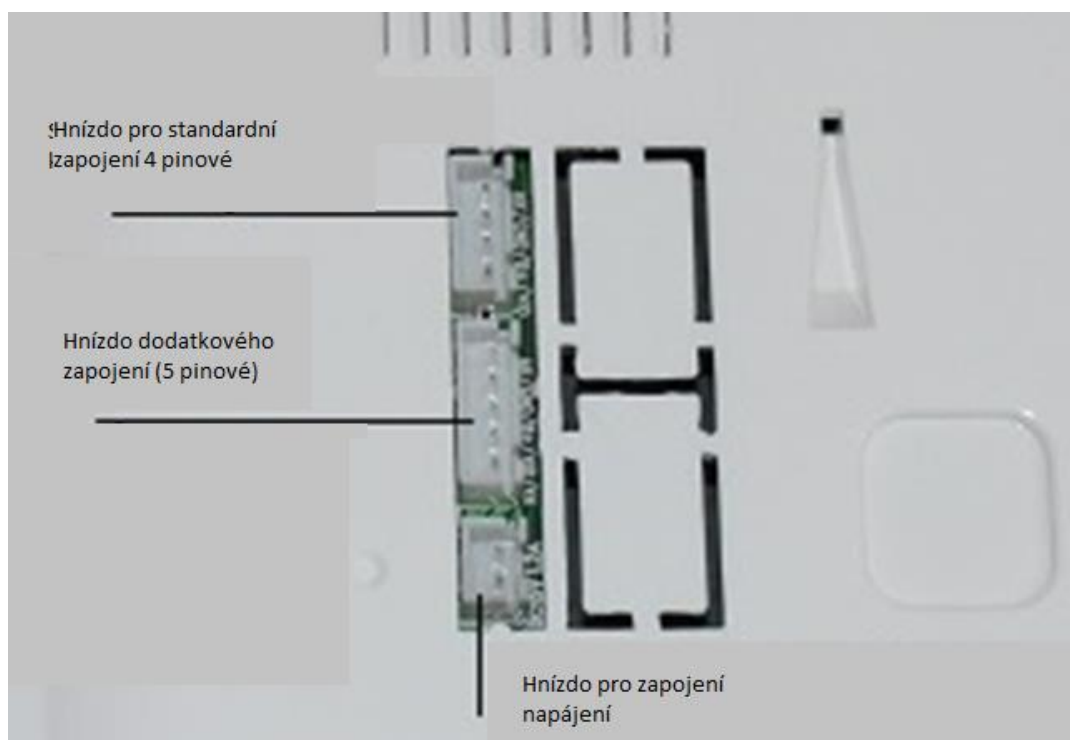 Hnízdo pro standardní
zapojení 4 pinové
Hnízdo dodatkového
zapojení (5 pinové)
Hnízdo pro zapojení
napájení